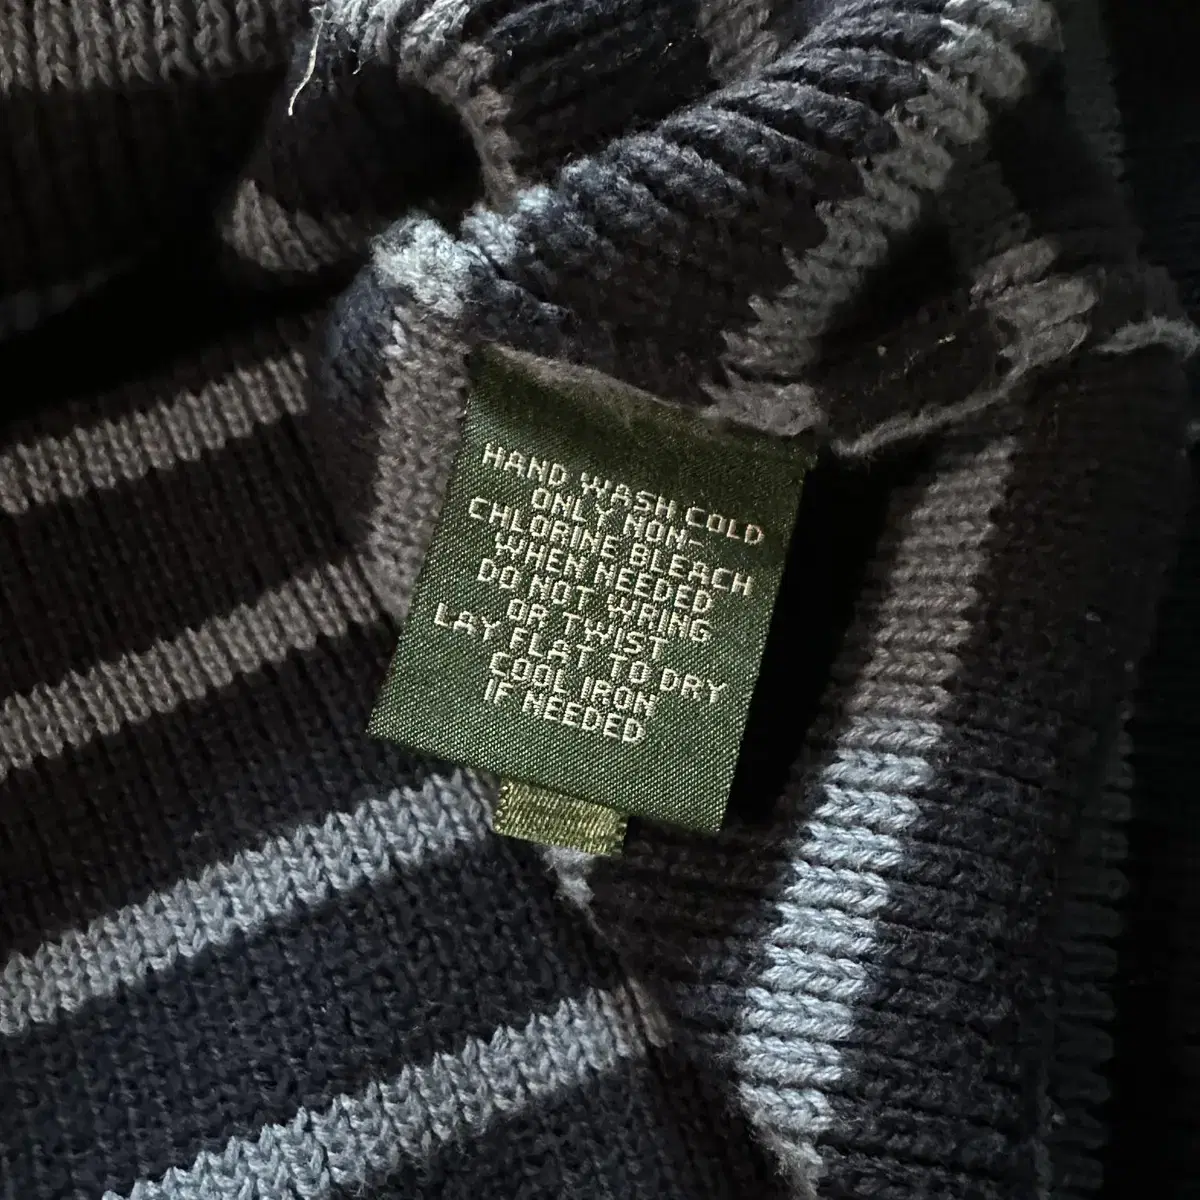 HAND WASH COLD
ONLY NON-
CHLORINE BLEACH
WHEN NEEDED
DO NOT WRING
OR TWIST
LAY FLAT TO DRY
COOL IRON
IF NEEDED